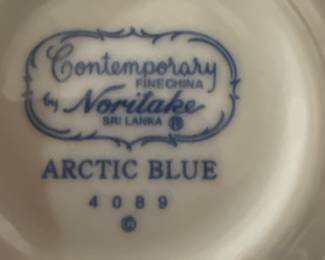 Contemporary
FINE CHINA
by Noritake
SRI LANKA ®
ARCTIC BLUE
4089
©